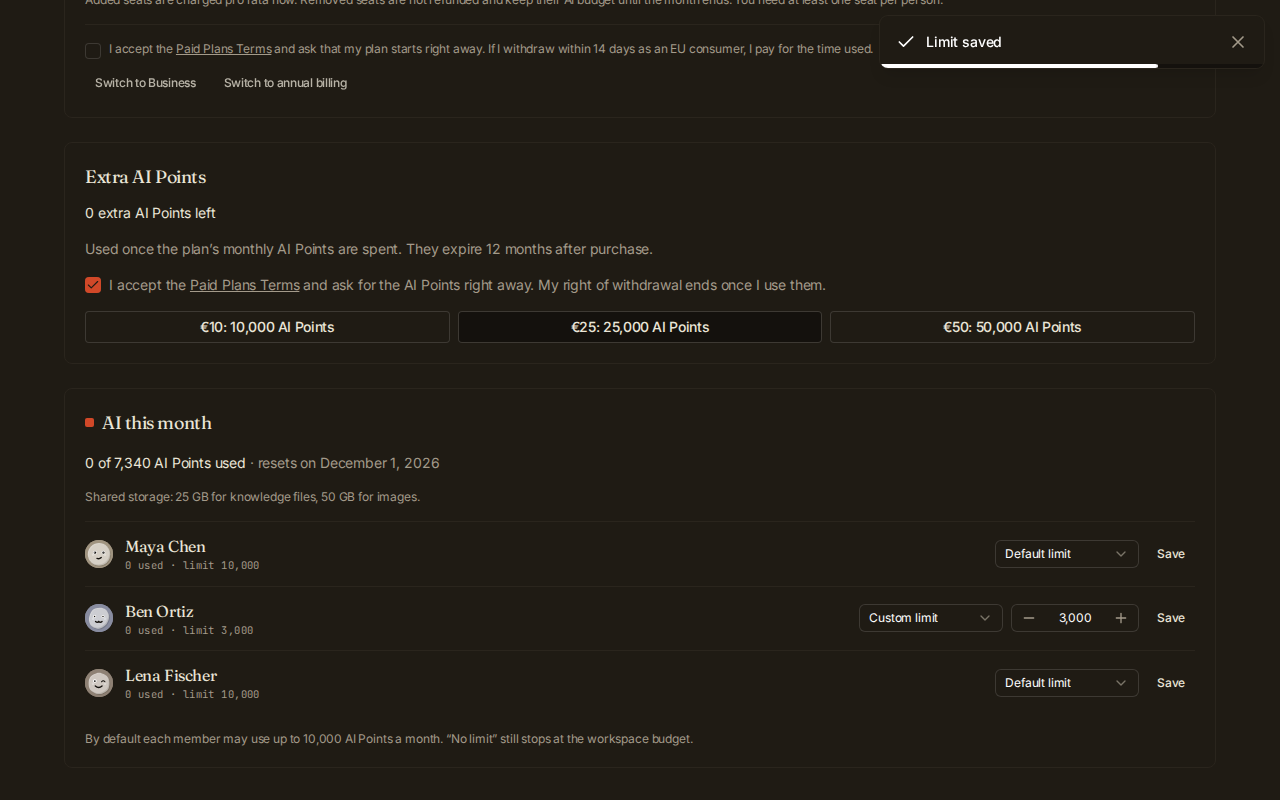 Added seats are charged pro rata now. Removed seats are not refunded and keep their AI budget until the month ends. You need at least one seat per person.
I accept the Paid Plans Terms and ask that my plan starts right away. If I withdraw within 14 days as an EU consumer, I pay for the time used.
Limit saved
Switch to Business
Switch to annual billing
Extra AI Points
0 extra AI Points left
Used once the plan's monthly AI Points are spent. They expire 12 months after purchase.
I accept the Paid Plans Terms and ask for the AI Points right away. My right of withdrawal ends once I use them.
€10: 10,000 AI Points
€25: 25,000 AI Points
€50: 50,000 AI Points
AI this month
0 of 7,340 AI Points used · resets on December 1, 2026
Shared storage: 25 GB for knowledge files, 50 GB for images.
Maya Chen
0 used · limit 10,000
Default limit
Save
Ben Ortiz
0 used · limit 3,000
Custom limit
3,000
Save
Lena Fischer
0 used · limit 10,000
Default limit
Save
By default each member may use up to 10,000 AI Points a month. “No limit” still stops at the workspace budget.